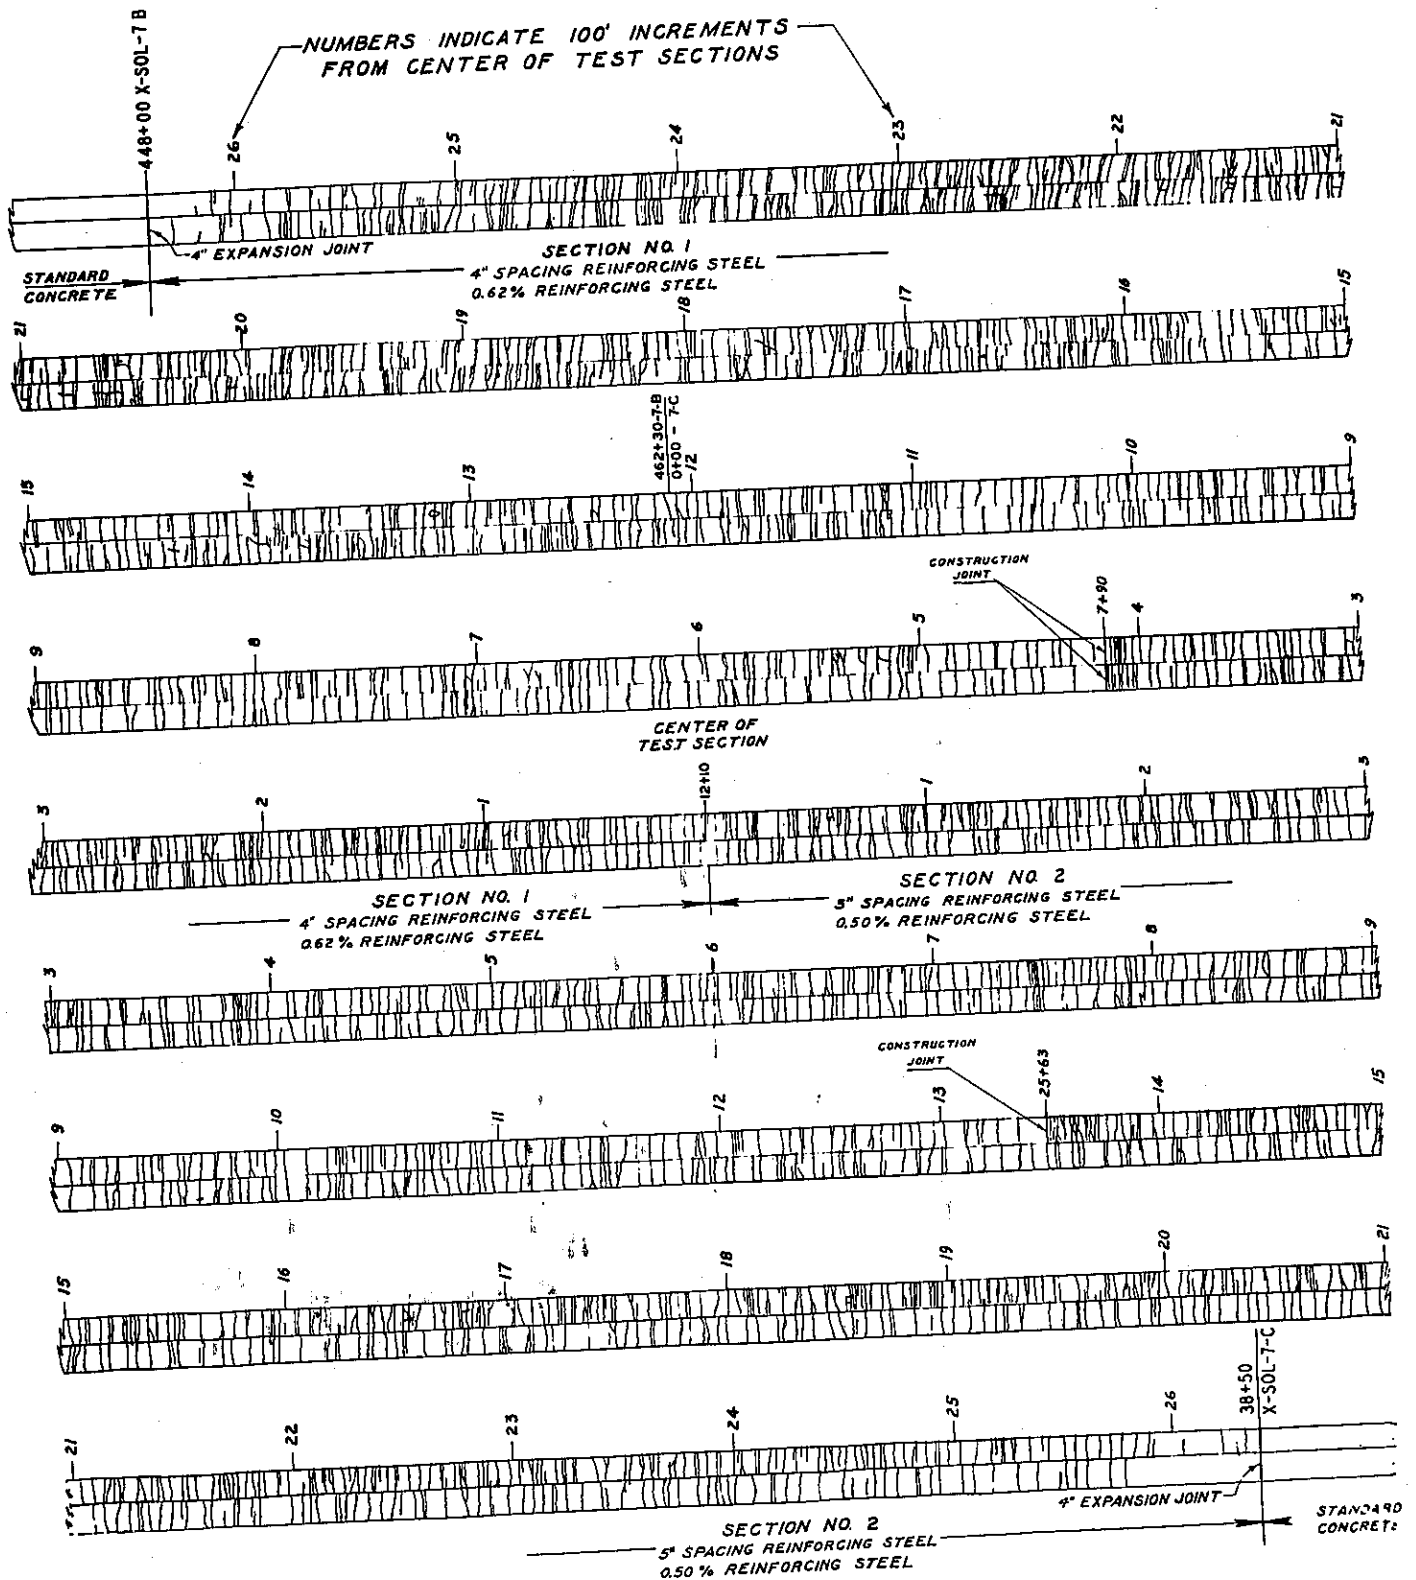 448+00 X-SOL-7B
NUMBERS INDICATE 100' INCREMENTS
FROM CENTER OF TEST SECTIONS
26
25
24
23
22
21
4" EXPANSION JOINT
STANDARD
CONCRETE
SECTION NO. 1
4" SPACING REINFORCING STEEL
0.62% REINFORCING STEEL
21
20
19
18
17
16
15
462+30-7-B
0+00 - 7-C
15
14
13
12
11
10
9
CONSTRUCTION
JOINT
7+90
9
8
7
6
5
4
3
CENTER OF
TEST SECTION
3
2
1
12+10
1
2
3
SECTION NO. 1
4" SPACING REINFORCING STEEL
0.62% REINFORCING STEEL
SECTION NO. 2
5" SPACING REINFORCING STEEL
0.50% REINFORCING STEEL
3
4
5
6
7
8
9
CONSTRUCTION
JOINT
25+63
9
10
11
12
13
14
15
15
16
17
18
19
20
21
38+50
X-SOL-7-C
21
22
23
24
25
26
4" EXPANSION JOINT
STANDARD
CONCRETE
SECTION NO. 2
5" SPACING REINFORCING STEEL
0.50% REINFORCING STEEL